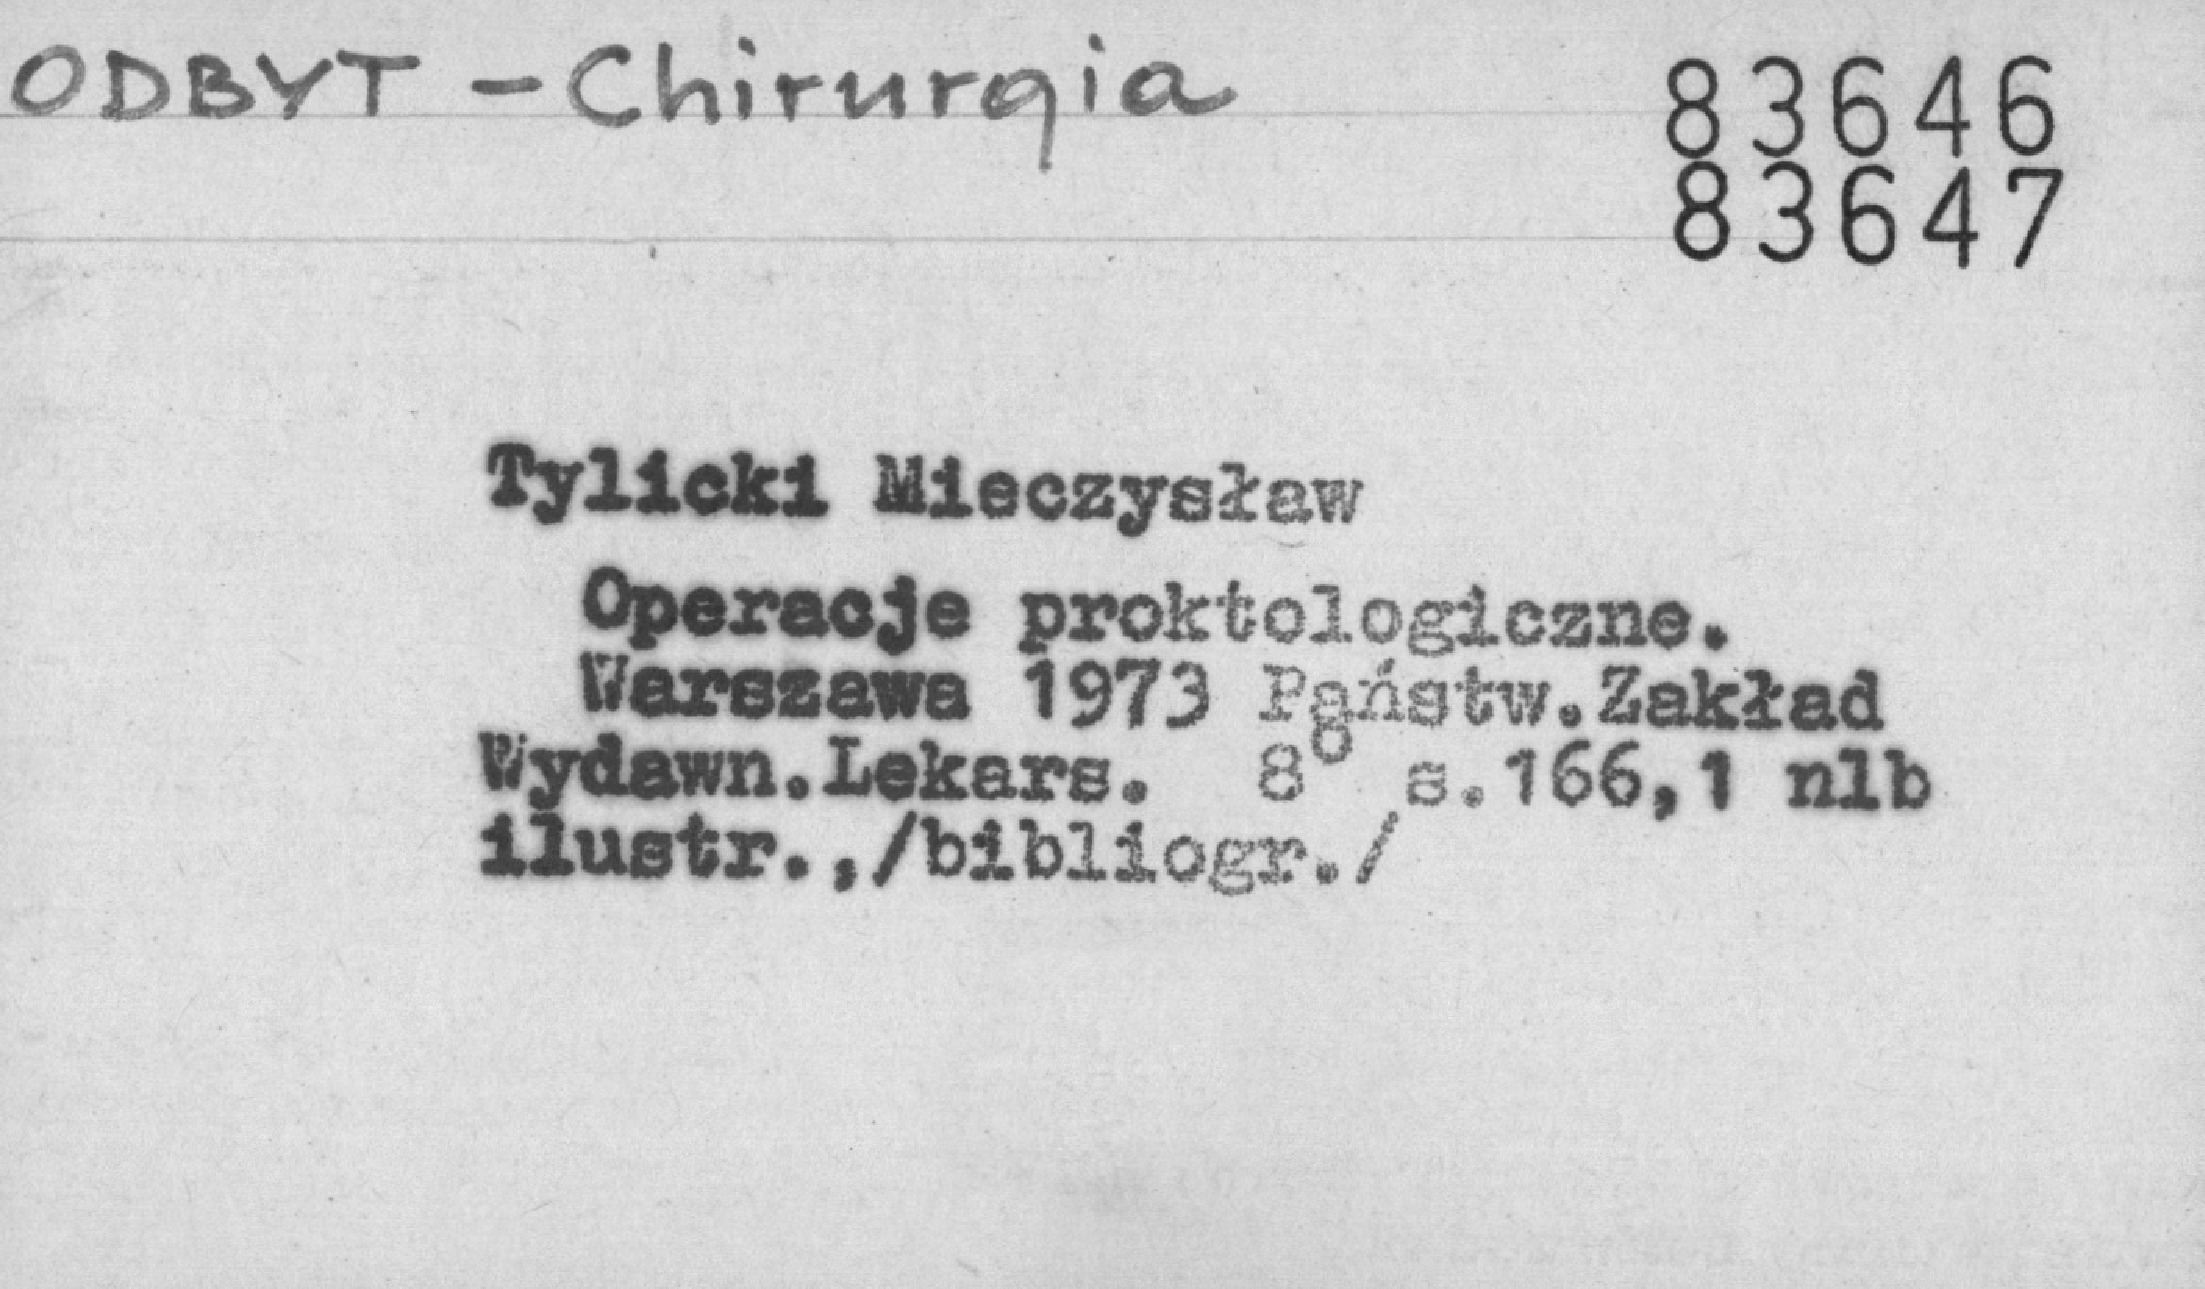 ODBYT - Chirurgia
83646
83647
Tylicki Mieczysław
Operacje proktologiczne.
Warszawa 1973 Państw.Zakład
Wydawn.Lekars. 8° s.166,1 nlb
ilustr.,/bibliogr./